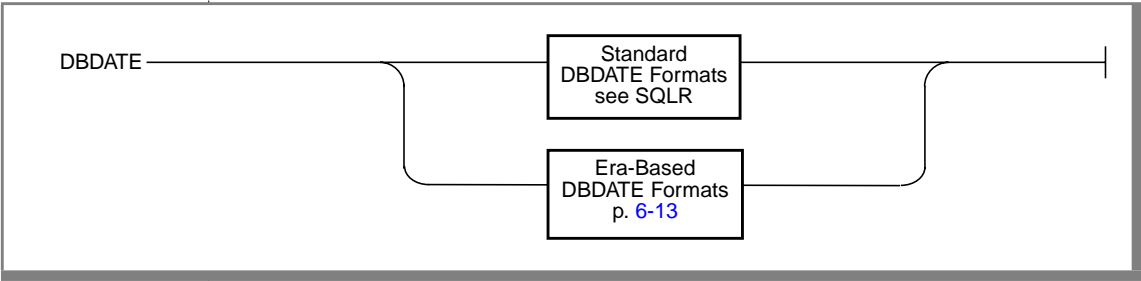 DBDATE
Standard
DBDATE Formats
see SQLR
Era-Based
DBDATE Formats
p. 6-13